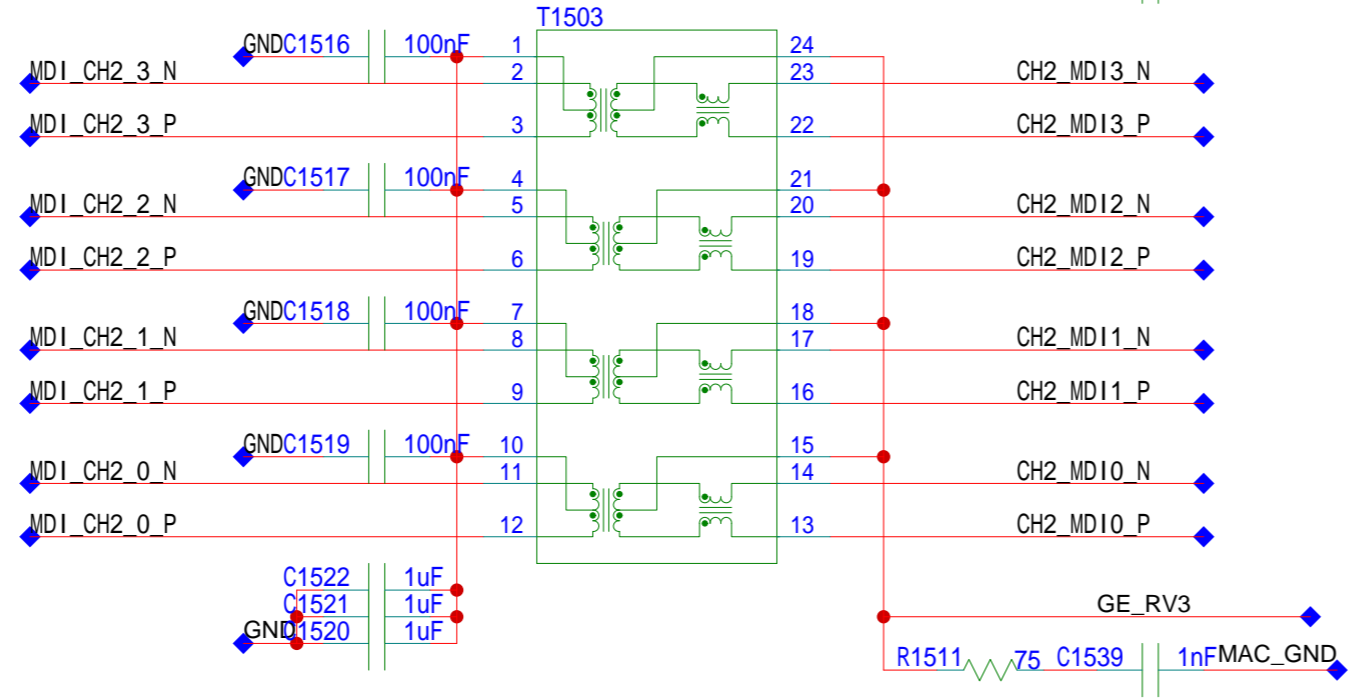 T1503
GND C1516 100nF 1 24
MDI_CH2_3_N 2 23 CH2_MDI3_N
MDI_CH2_3_P 3 22 CH2_MDI3_P
GND C1517 100nF 4 21
MDI_CH2_2_N 5 20 CH2_MDI2_N
MDI_CH2_2_P 6 19 CH2_MDI2_P
GND C1518 100nF 7 18
MDI_CH2_1_N 8 17 CH2_MDI1_N
MDI_CH2_1_P 9 16 CH2_MDI1_P
GND C1519 100nF 10 15
MDI_CH2_0_N 11 14 CH2_MDI0_N
MDI_CH2_0_P 12 13 CH2_MDI0_P
C1522 1uF
C1521 1uF GE_RV3
GND C1520 1uF
R1511 75 C1539 1nF MAC_GND